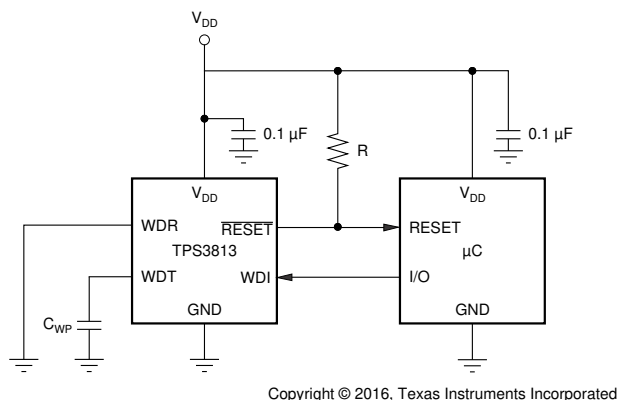 VDD
0.1 µF
R
0.1 µF
VDD
VDD
WDR
RESET
RESET
TPS3813
µC
WDT
WDI
I/O
CWP
GND
GND
Copyright © 2016, Texas Instruments Incorporated